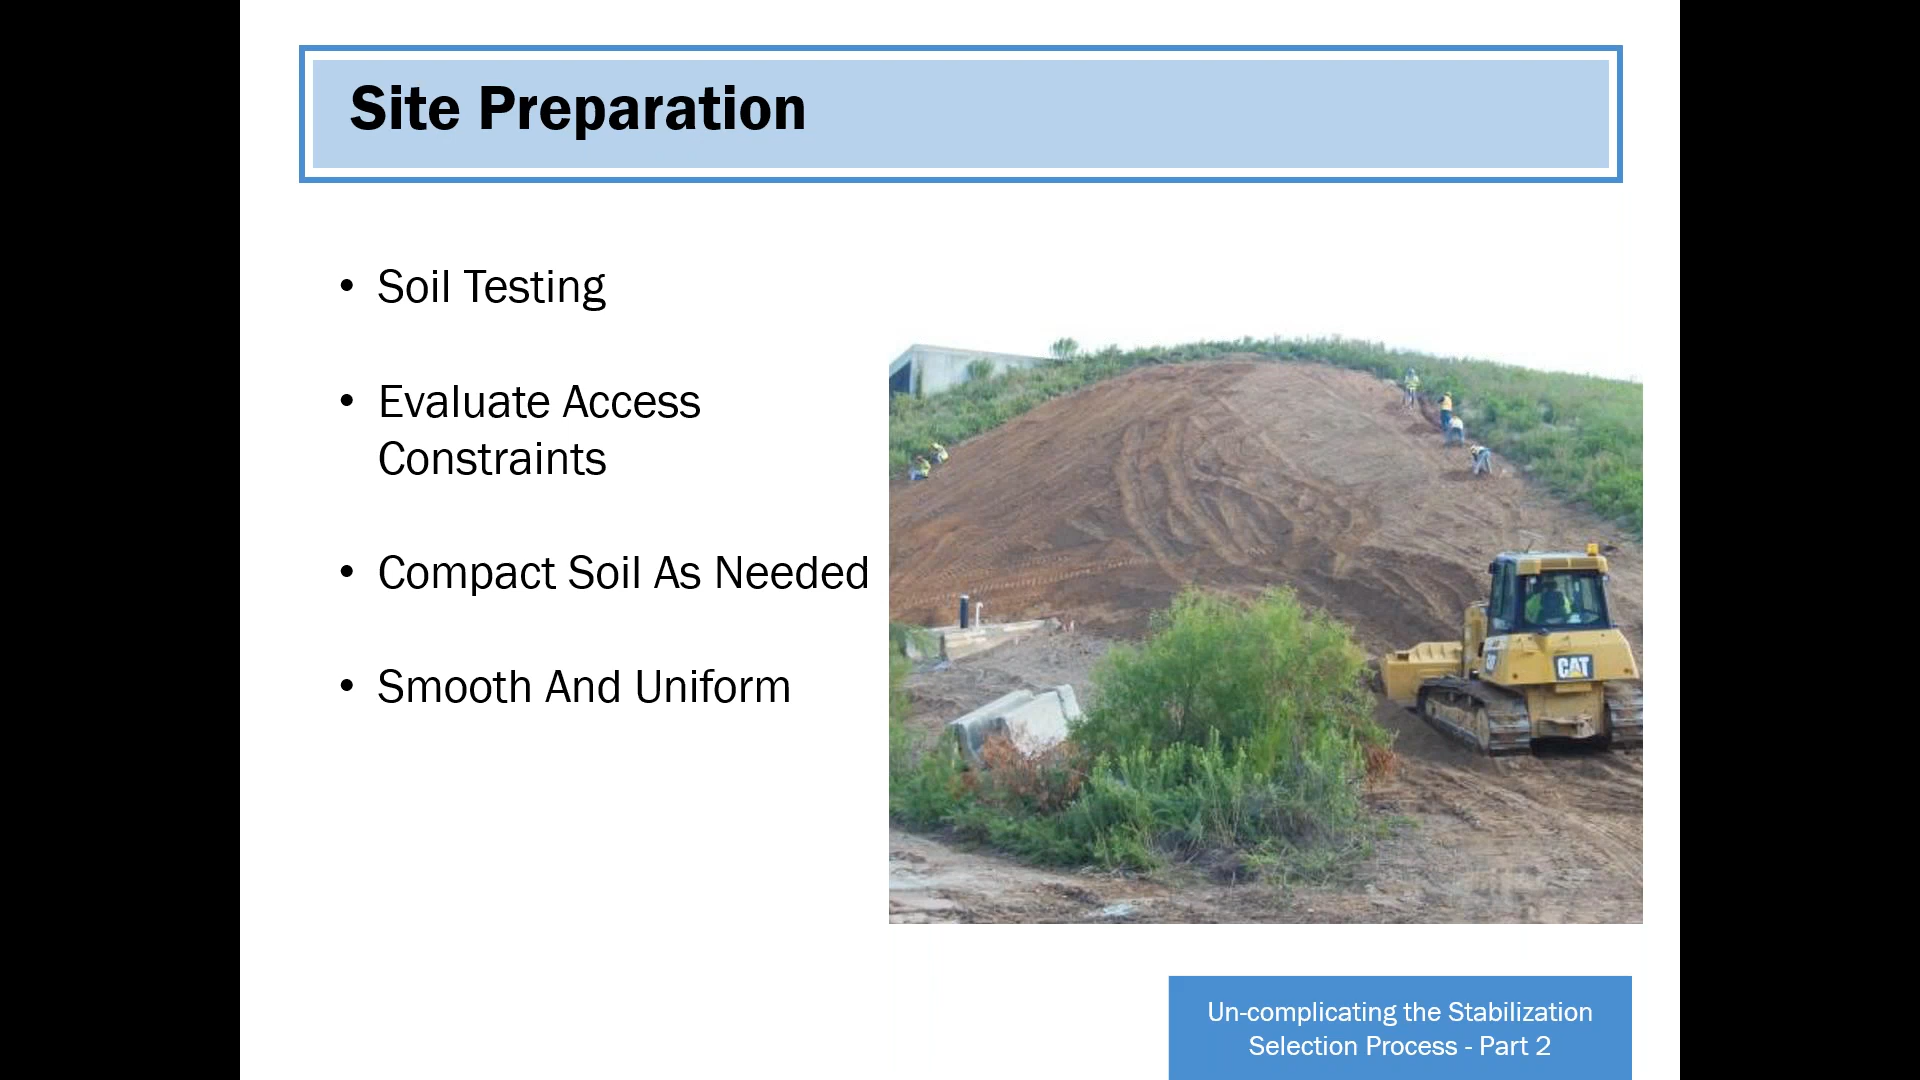 Site Preparation
• Soil Testing
• Evaluate Access
Constraints
• Compact Soil As Needed
• Smooth And Uniform
CAT
Un-complicating the Stabilization
Selection Process - Part 2